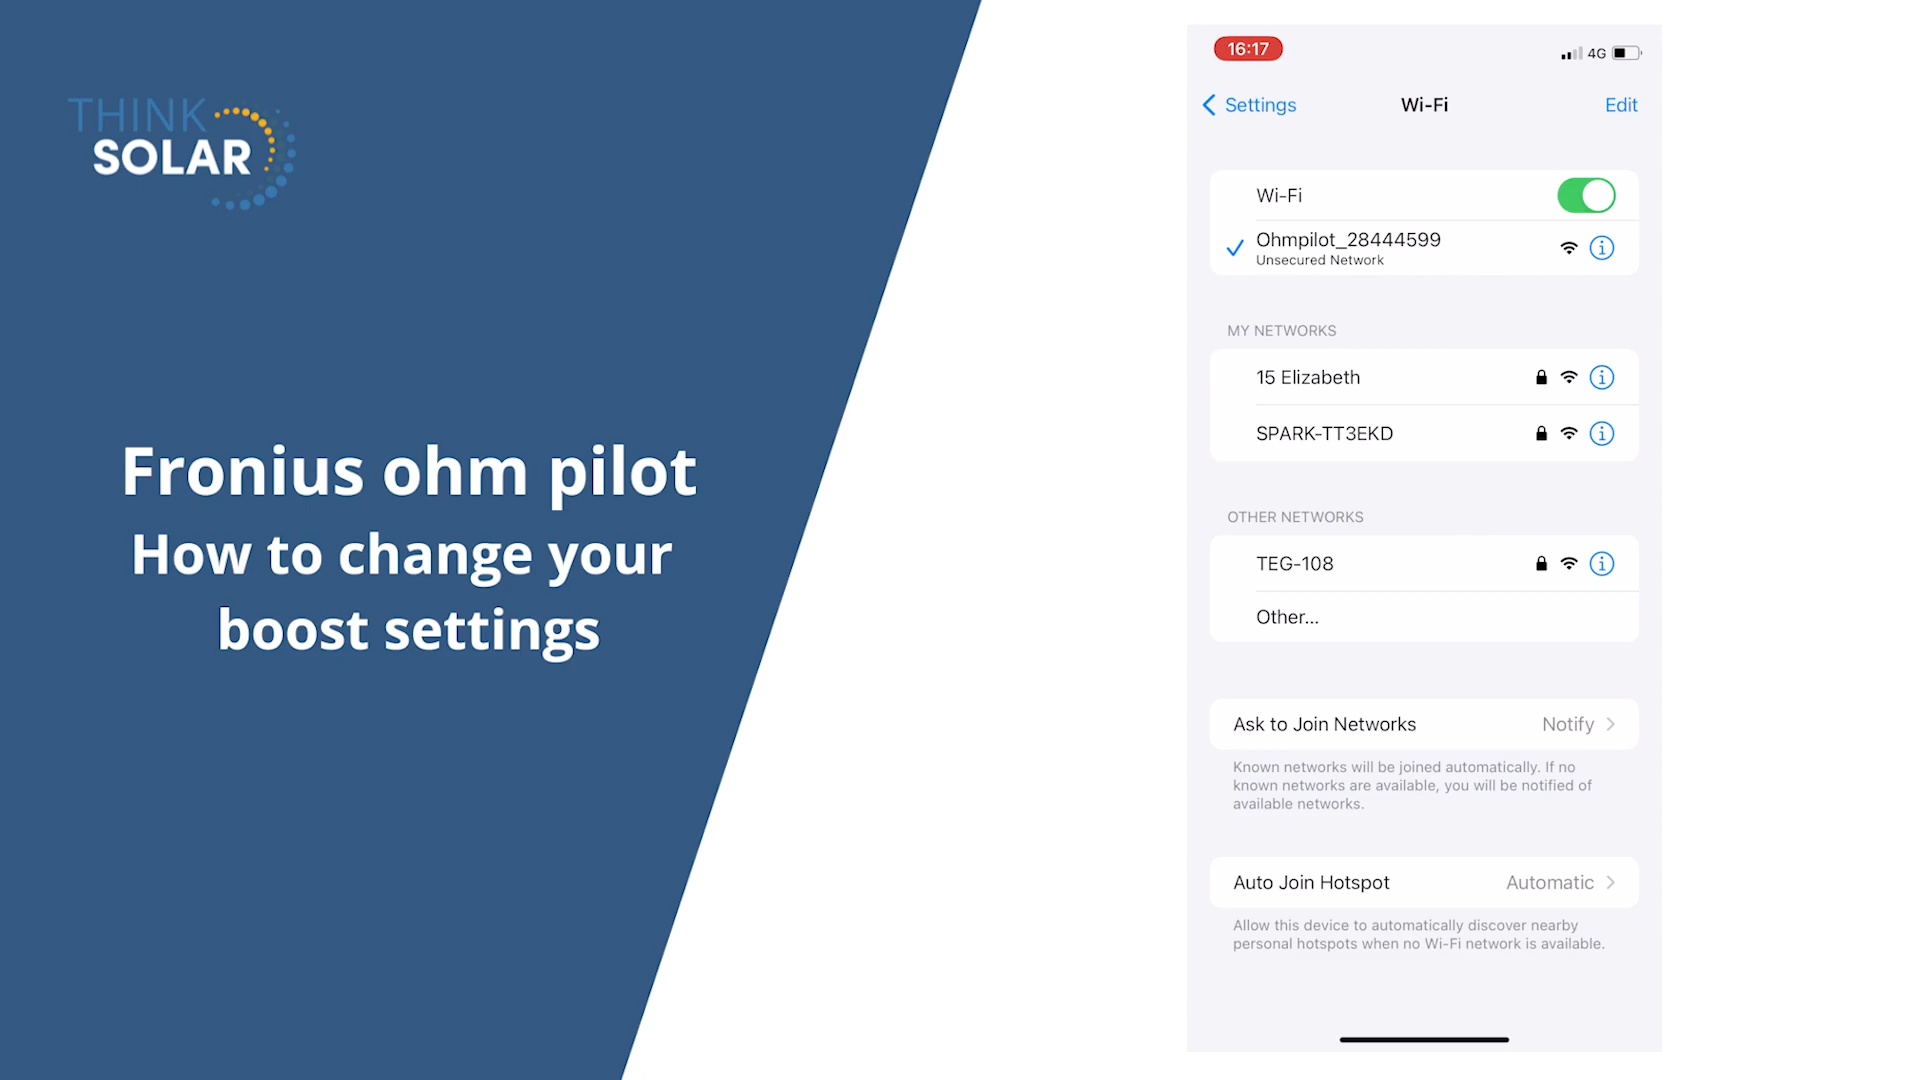 THINK
SOLAR
Fronius ohm pilot
How to change your
boost settings
16:17
4G
Settings
Wi-Fi
Edit
Wi-Fi
Ohmpilot_28444599
Unsecured Network
MY NETWORKS
15 Elizabeth
SPARK-TT3EKD
OTHER NETWORKS
TEG-108
Other...
Ask to Join Networks
Notify
Known networks will be joined automatically. If no
known networks are available, you will be notified of
available networks.
Auto Join Hotspot
Automatic
Allow this device to automatically discover nearby
personal hotspots when no Wi-Fi network is available.